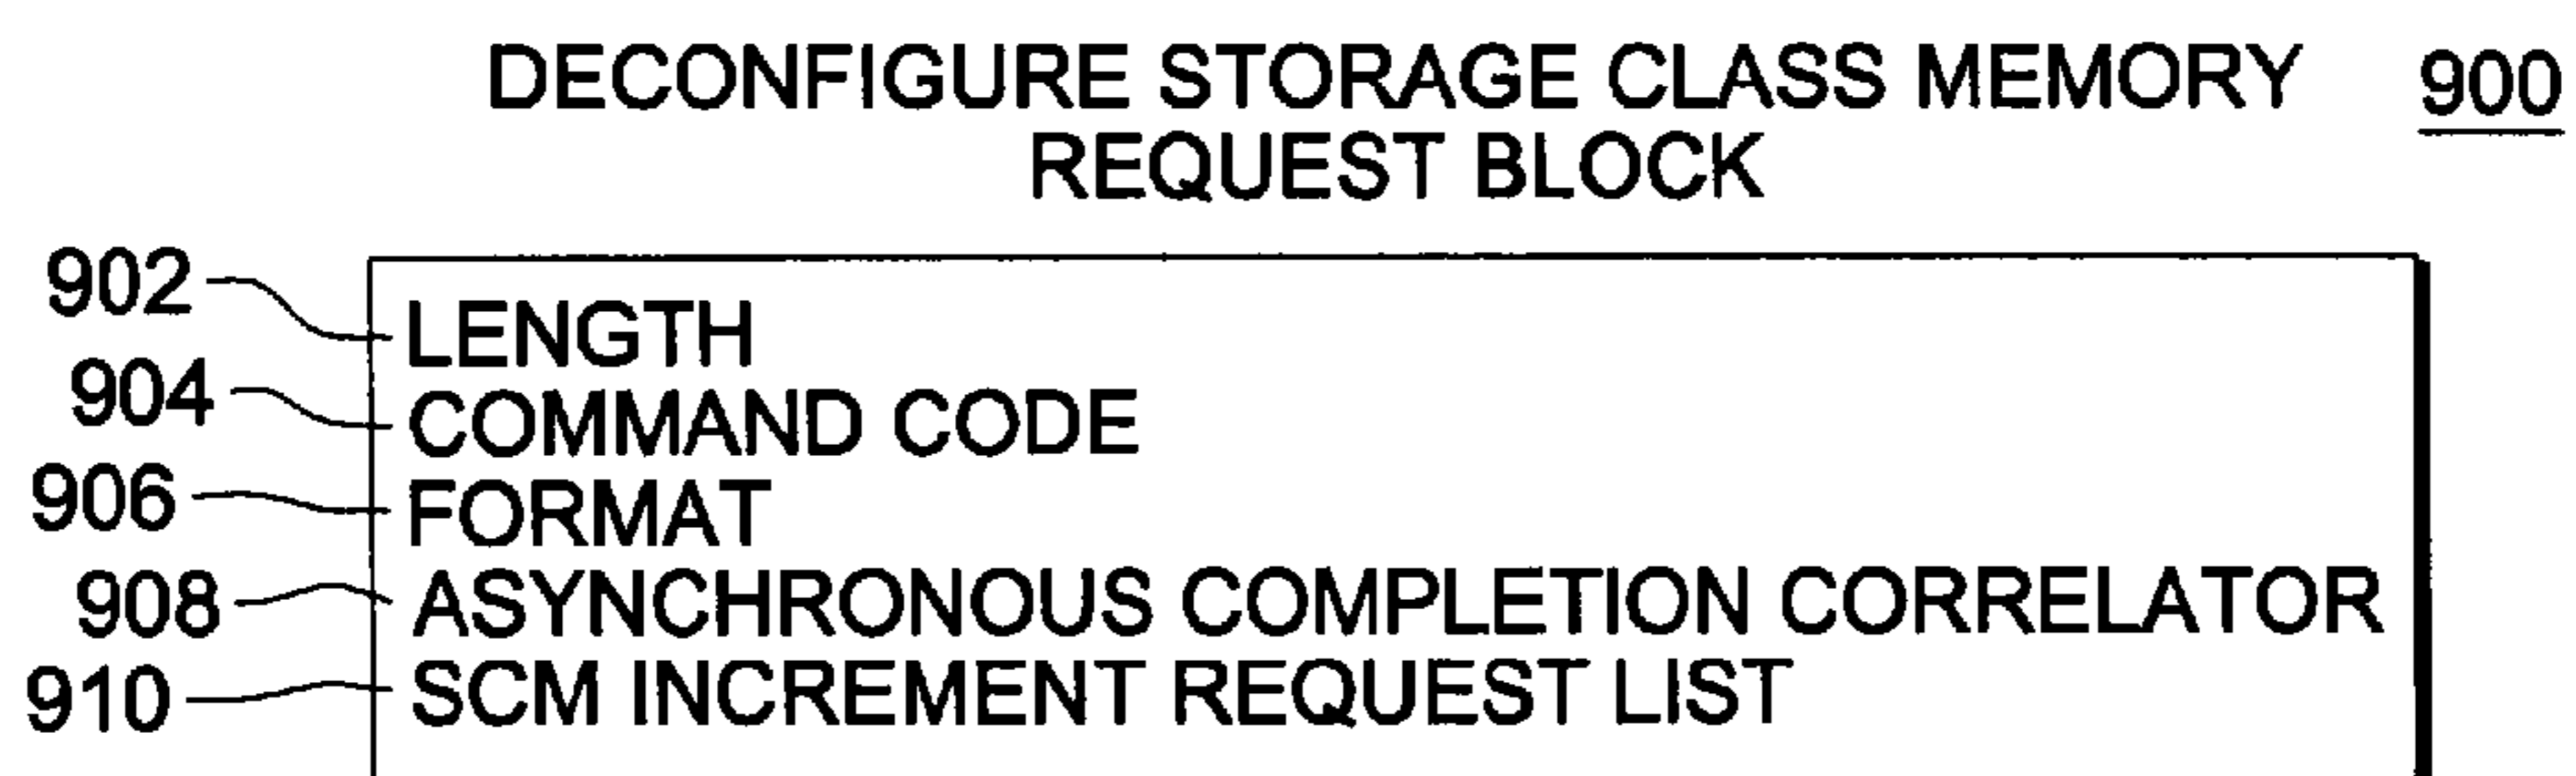 DECONFIGURE STORAGE CLASS MEMORY 900
REQUEST BLOCK
902 LENGTH
904 COMMAND CODE
906 FORMAT
908 ASYNCHRONOUS COMPLETION CORRELATOR
910 SCM INCREMENT REQUEST LIST